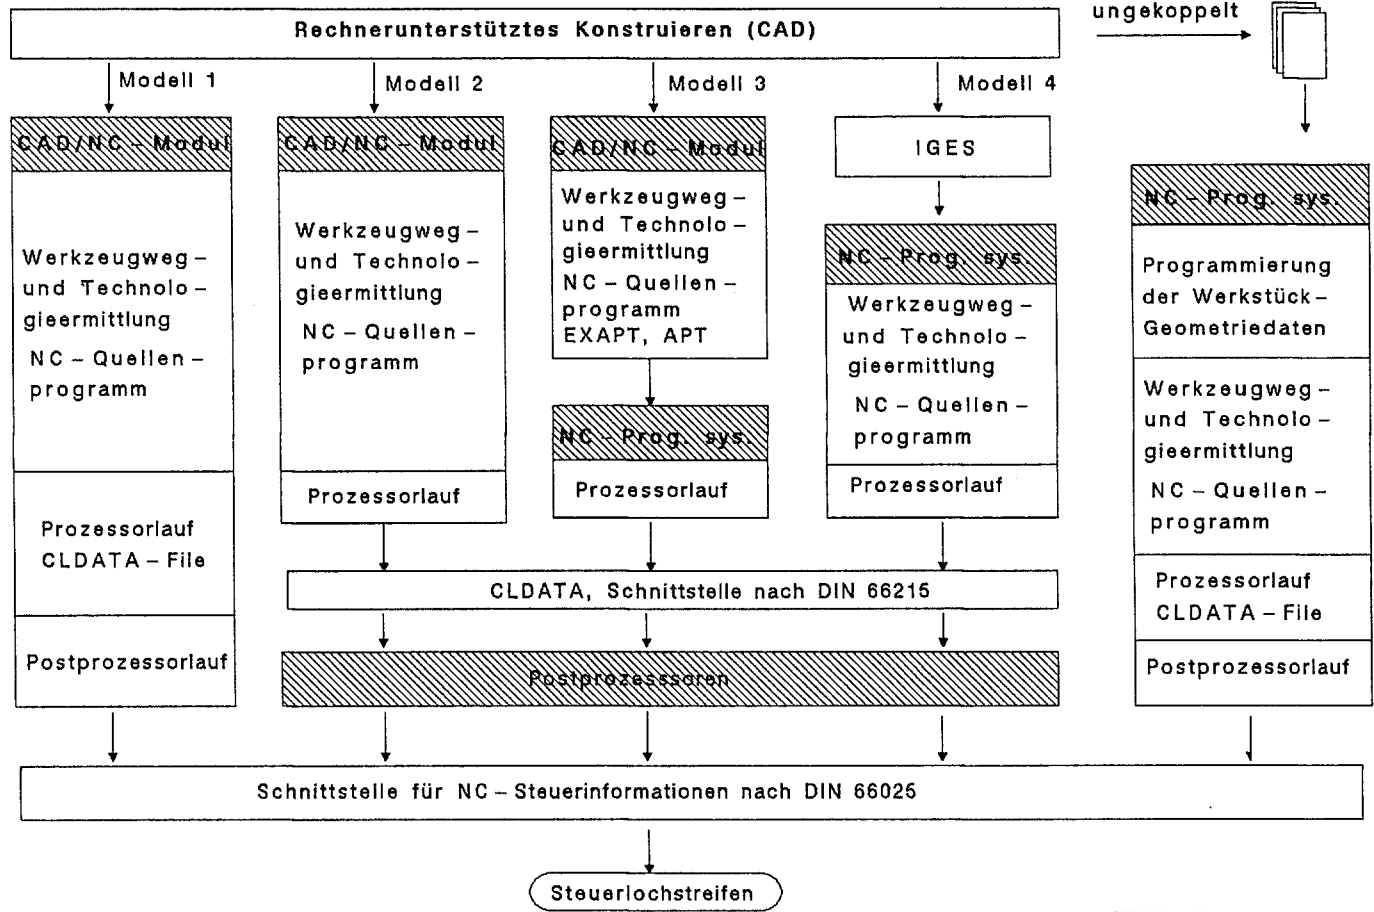 Rechnerunterstütztes Konstruieren (CAD)
ungekoppelt
Modell 1
Modell 2
Modell 3
Modell 4
CAD/NC – Modul
Werkzeugweg –
und Technolo –
gieermittlung
NC – Quellen –
programm
Prozessorlauf
CLDATA – File
Postprozessorlauf
CAD/NC – Modul
Werkzeugweg –
und Technolo –
gieermittlung
NC – Quellen –
programm
Prozessorlauf
CAD/NC – Modul
Werkzeugweg –
und Technolo –
gieermittlung
NC – Quellen –
programm
EXAPT, APT
NC – Prog. sys.
Prozessorlauf
IGES
NC – Prog. sys.
Werkzeugweg –
und Technolo –
gieermittlung
NC – Quellen –
programm
Prozessorlauf
CLDATA, Schnittstelle nach DIN 66215
Postprozesssoren
NC – Prog. sys.
Programmierung
der Werkstück –
Geometriedaten
Werkzeugweg –
und Technolo –
gieermittlung
NC – Quellen –
programm
Prozessorlauf
CLDATA – File
Postprozessorlauf
Schnittstelle für NC – Steuerinformationen nach DIN 66025
Steuerlochstreifen